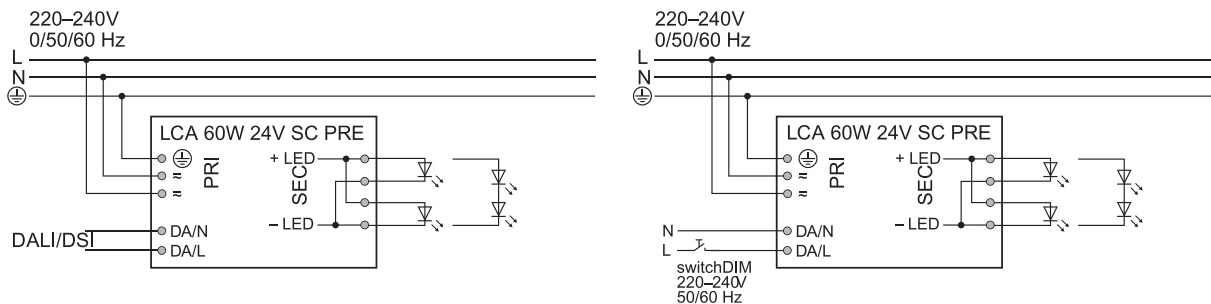 220–240V
0/50/60 Hz
L
N
LCA 60W 24V SC PRE
PRI
≂
≂
+ LED
SEC
– LED
DALI/DSI
DA/N
DA/L
220–240V
0/50/60 Hz
L
N
LCA 60W 24V SC PRE
PRI
≂
≂
+ LED
SEC
– LED
N
DA/N
L
DA/L
switchDIM
220–240V
50/60 Hz